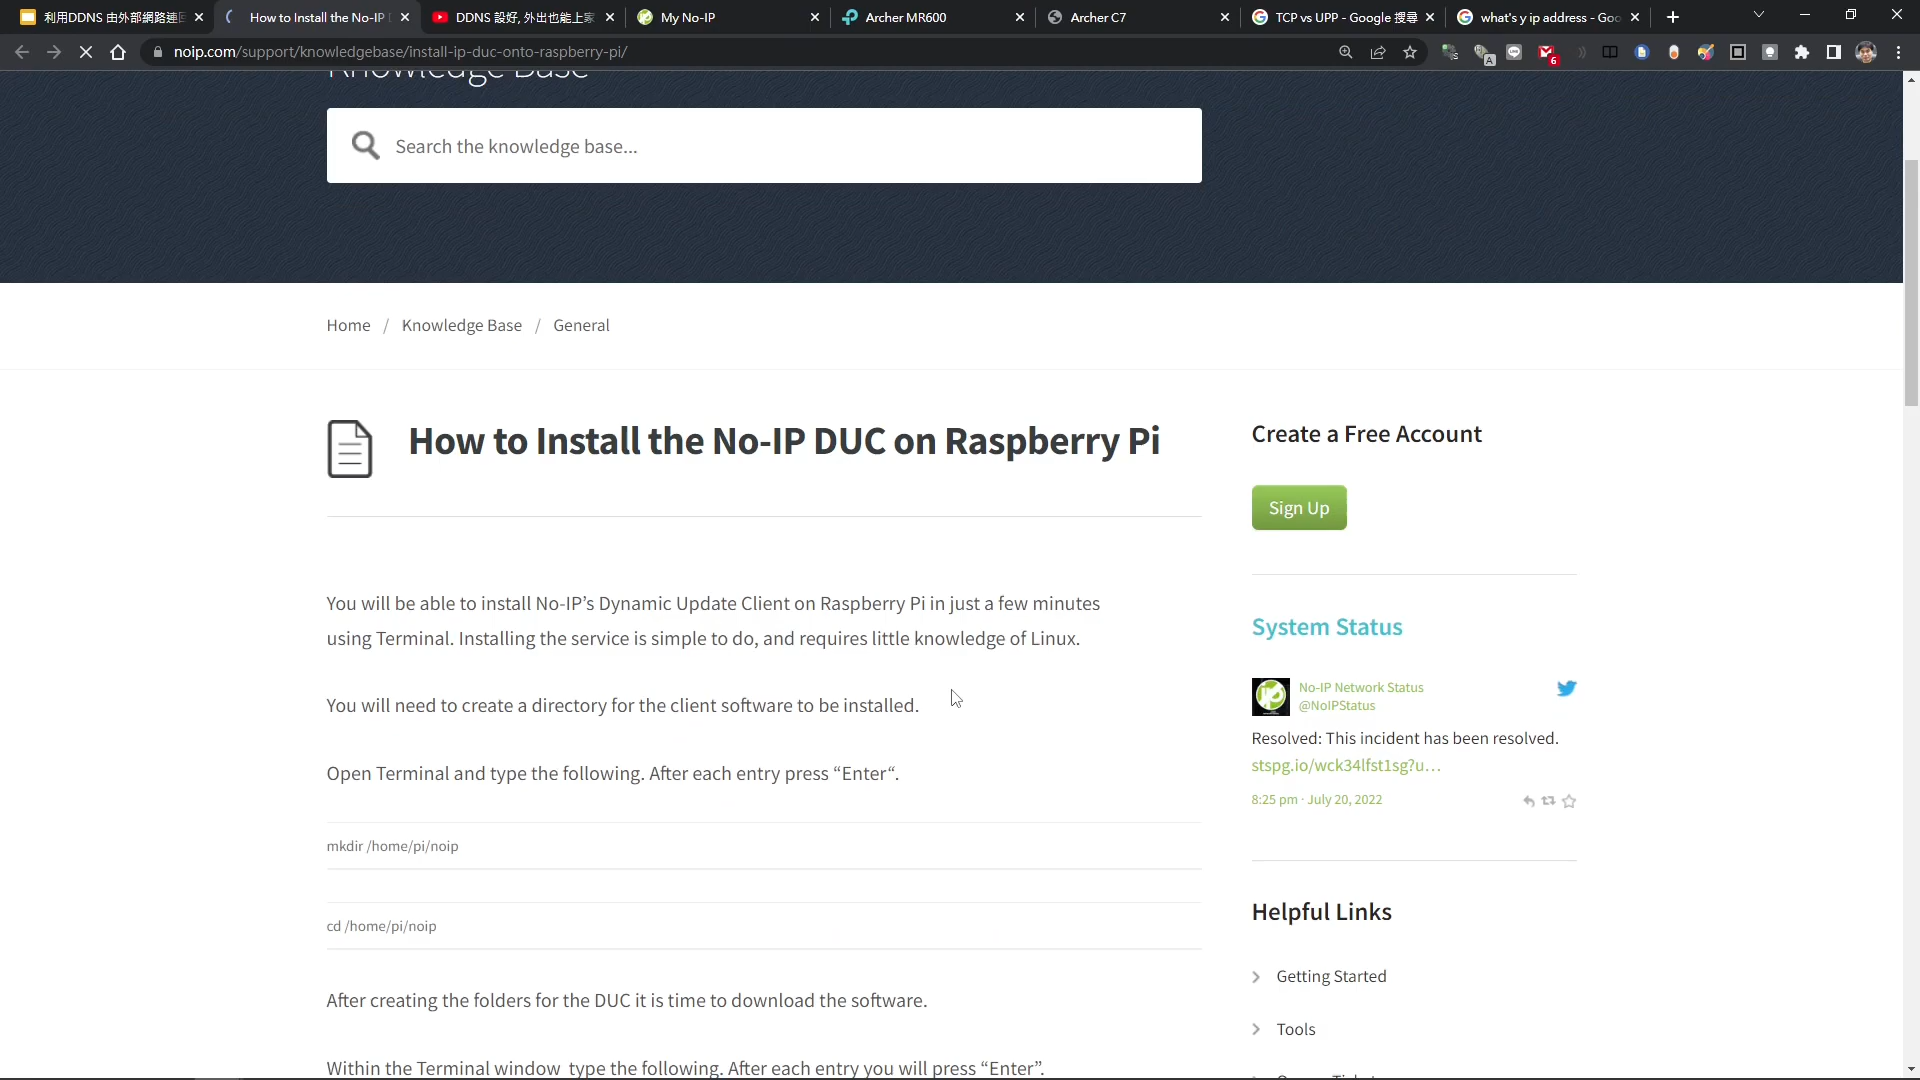 利用DDNS 由外部網路連回
How to Install the No-IP D
DDNS 設好, 外出也能上家
My No-IP
Archer MR600
Archer C7
TCP vs UPP - Google 搜尋
what's y ip address - Goo
noip.com/support/knowledgebase/install-ip-duc-onto-raspberry-pi/
A
6
Knowledge Base
Search the knowledge base...
Home / Knowledge Base / General
How to Install the No-IP DUC on Raspberry Pi
You will be able to install No-IP’s Dynamic Update Client on Raspberry Pi in just a few minutes
using Terminal. Installing the service is simple to do, and requires little knowledge of Linux.
You will need to create a directory for the client software to be installed.
Open Terminal and type the following. After each entry press “Enter“.
mkdir /home/pi/noip
cd /home/pi/noip
After creating the folders for the DUC it is time to download the software.
Within the Terminal window type the following. After each entry you will press “Enter”.
Create a Free Account
Sign Up
System Status
No-IP Network Status
@NoIPStatus
Resolved: This incident has been resolved.
stspg.io/wck34lfst1sg?u…
8:25 pm · July 20, 2022
Helpful Links
Getting Started
Tools